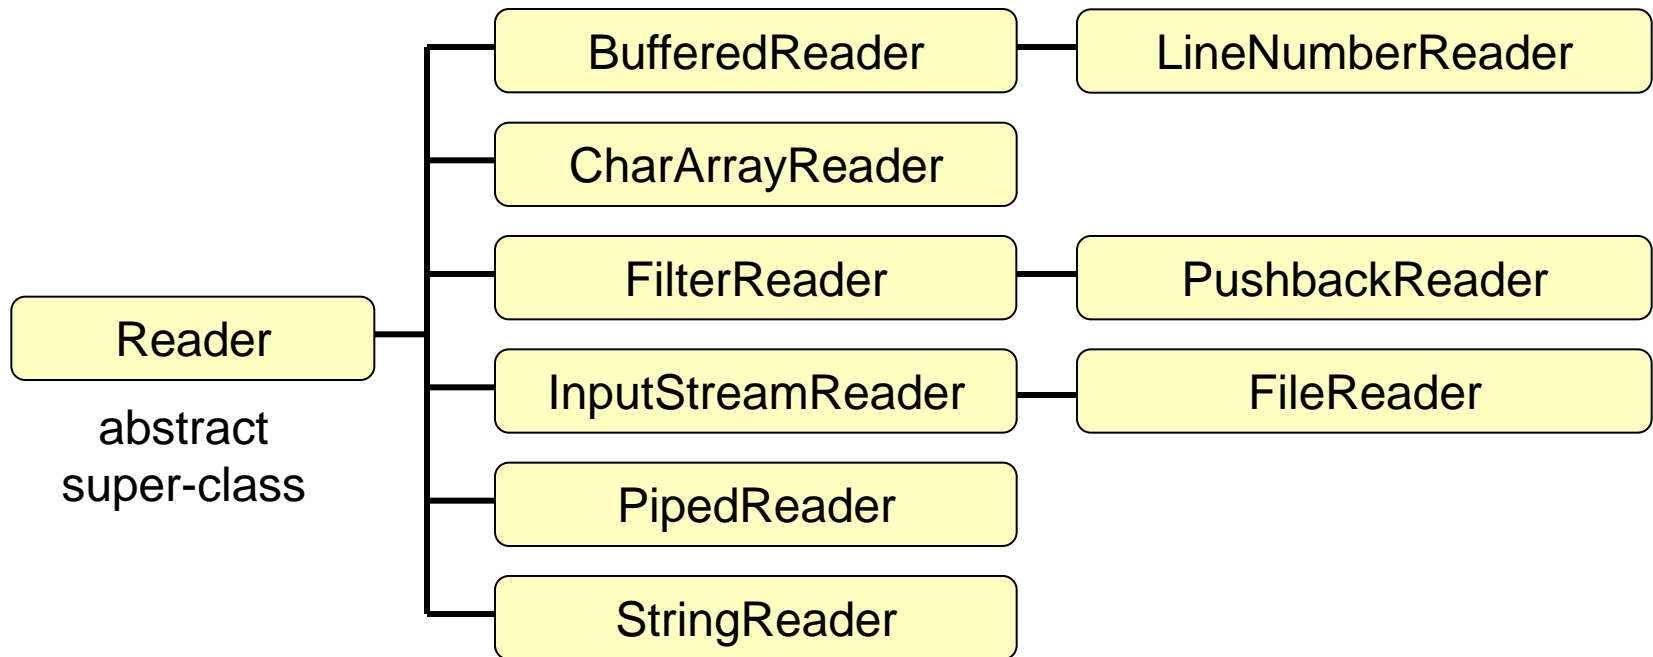 BufferedReader
LineNumberReader
CharArrayReader
FilterReader
PushbackReader
Reader
abstract
super-class
InputStreamReader
FileReader
PipedReader
StringReader